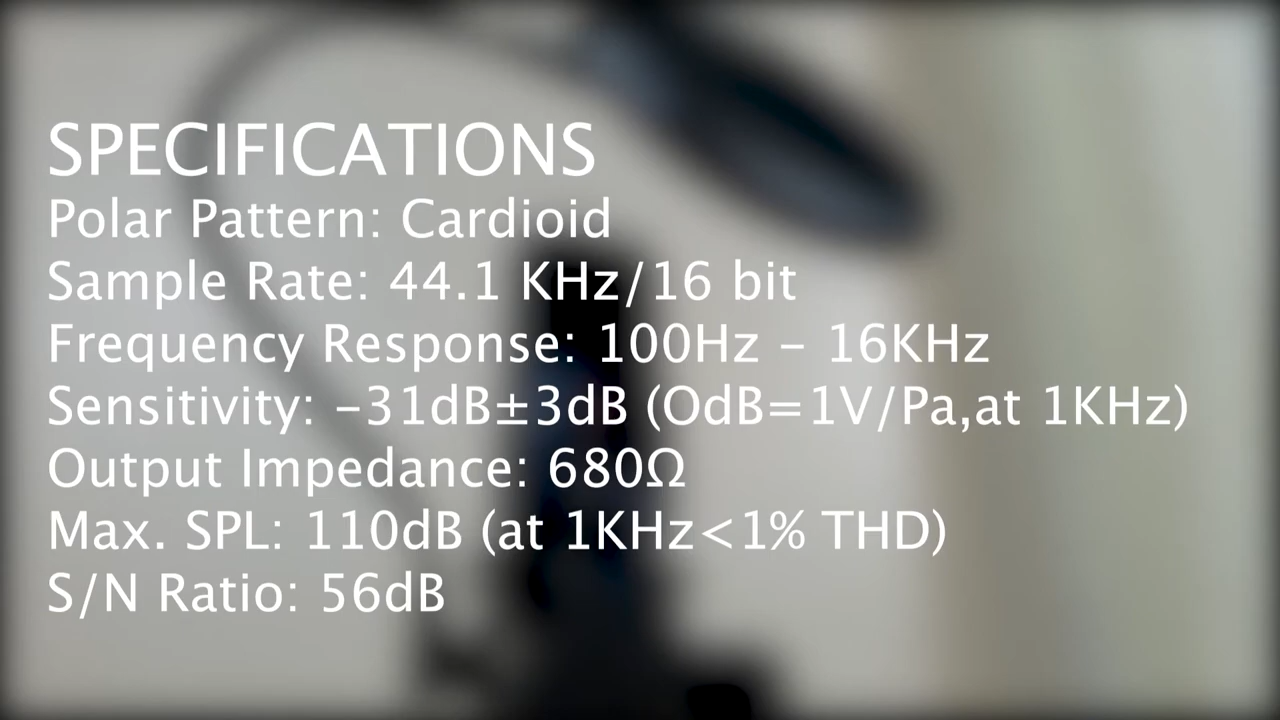 SPECIFICATIONS
Polar Pattern: Cardioid
Sample Rate: 44.1 KHz/16 bit
Frequency Response: 100Hz – 16KHz
Sensitivity: –31dB±3dB (OdB=1V/Pa,at 1KHz)
Output Impedance: 680Ω
Max. SPL: 110dB (at 1KHz<1% THD)
S/N Ratio: 56dB